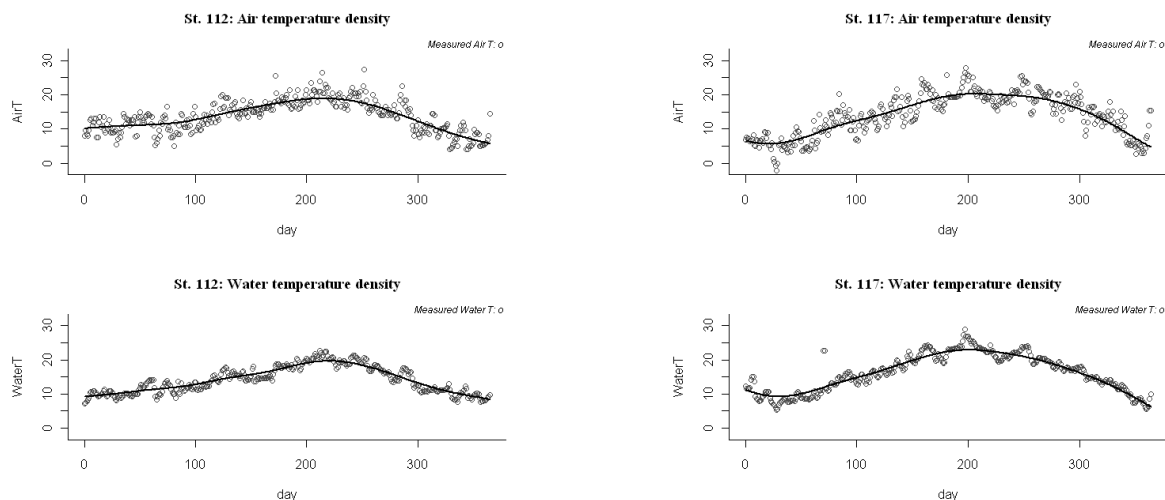 St. 112: Air temperature density
Measured Air T: o
AirT
0 10 20 30
0 100 200 300
day
St. 117: Air temperature density
Measured Air T: o
AirT
0 10 20 30
0 100 200 300
day
St. 112: Water temperature density
Measured Water T: o
WaterT
0 10 20 30
0 100 200 300
day
St. 117: Water temperature density
Measured Water T: o
WaterT
0 10 20 30
0 100 200 300
day